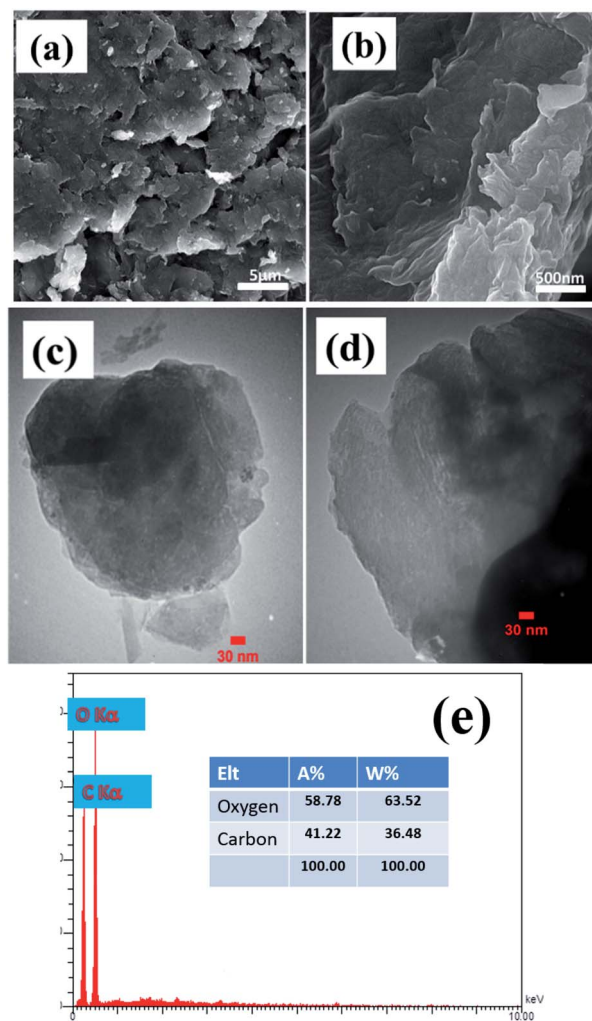 (a)
5µm
(b)
500nm
(c)
30 nm
(d)
30 nm
(e)
O Kα
C Kα
Elt A% W%
Oxygen 58.78 63.52
Carbon 41.22 36.48
100.00 100.00
keV
0 10.00